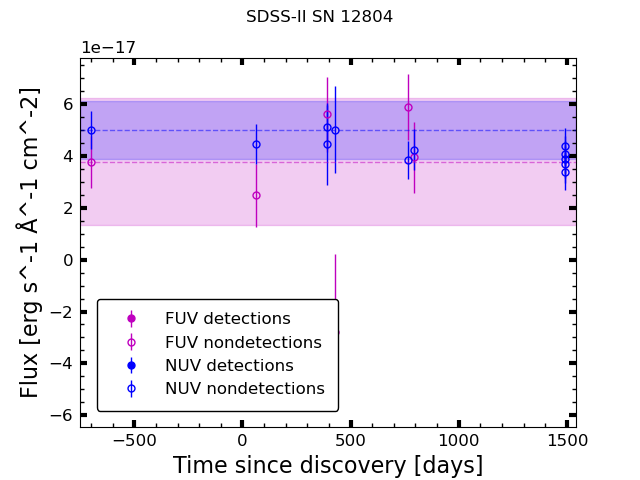 SDSS-II SN 12804
1e−17
6
4
2
0
−2
−4
−6
Flux [erg s^-1 Å^-1 cm^-2]
FUV detections
FUV nondetections
NUV detections
NUV nondetections
−500
0
500
1000
1500
Time since discovery [days]